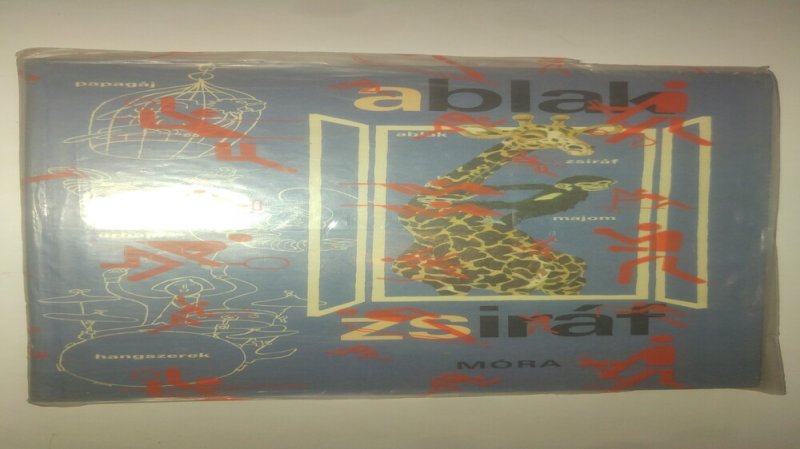 papagáj
ablak
ablak
zsiráf
majom
hangszerek
zsiráf
MÓRA